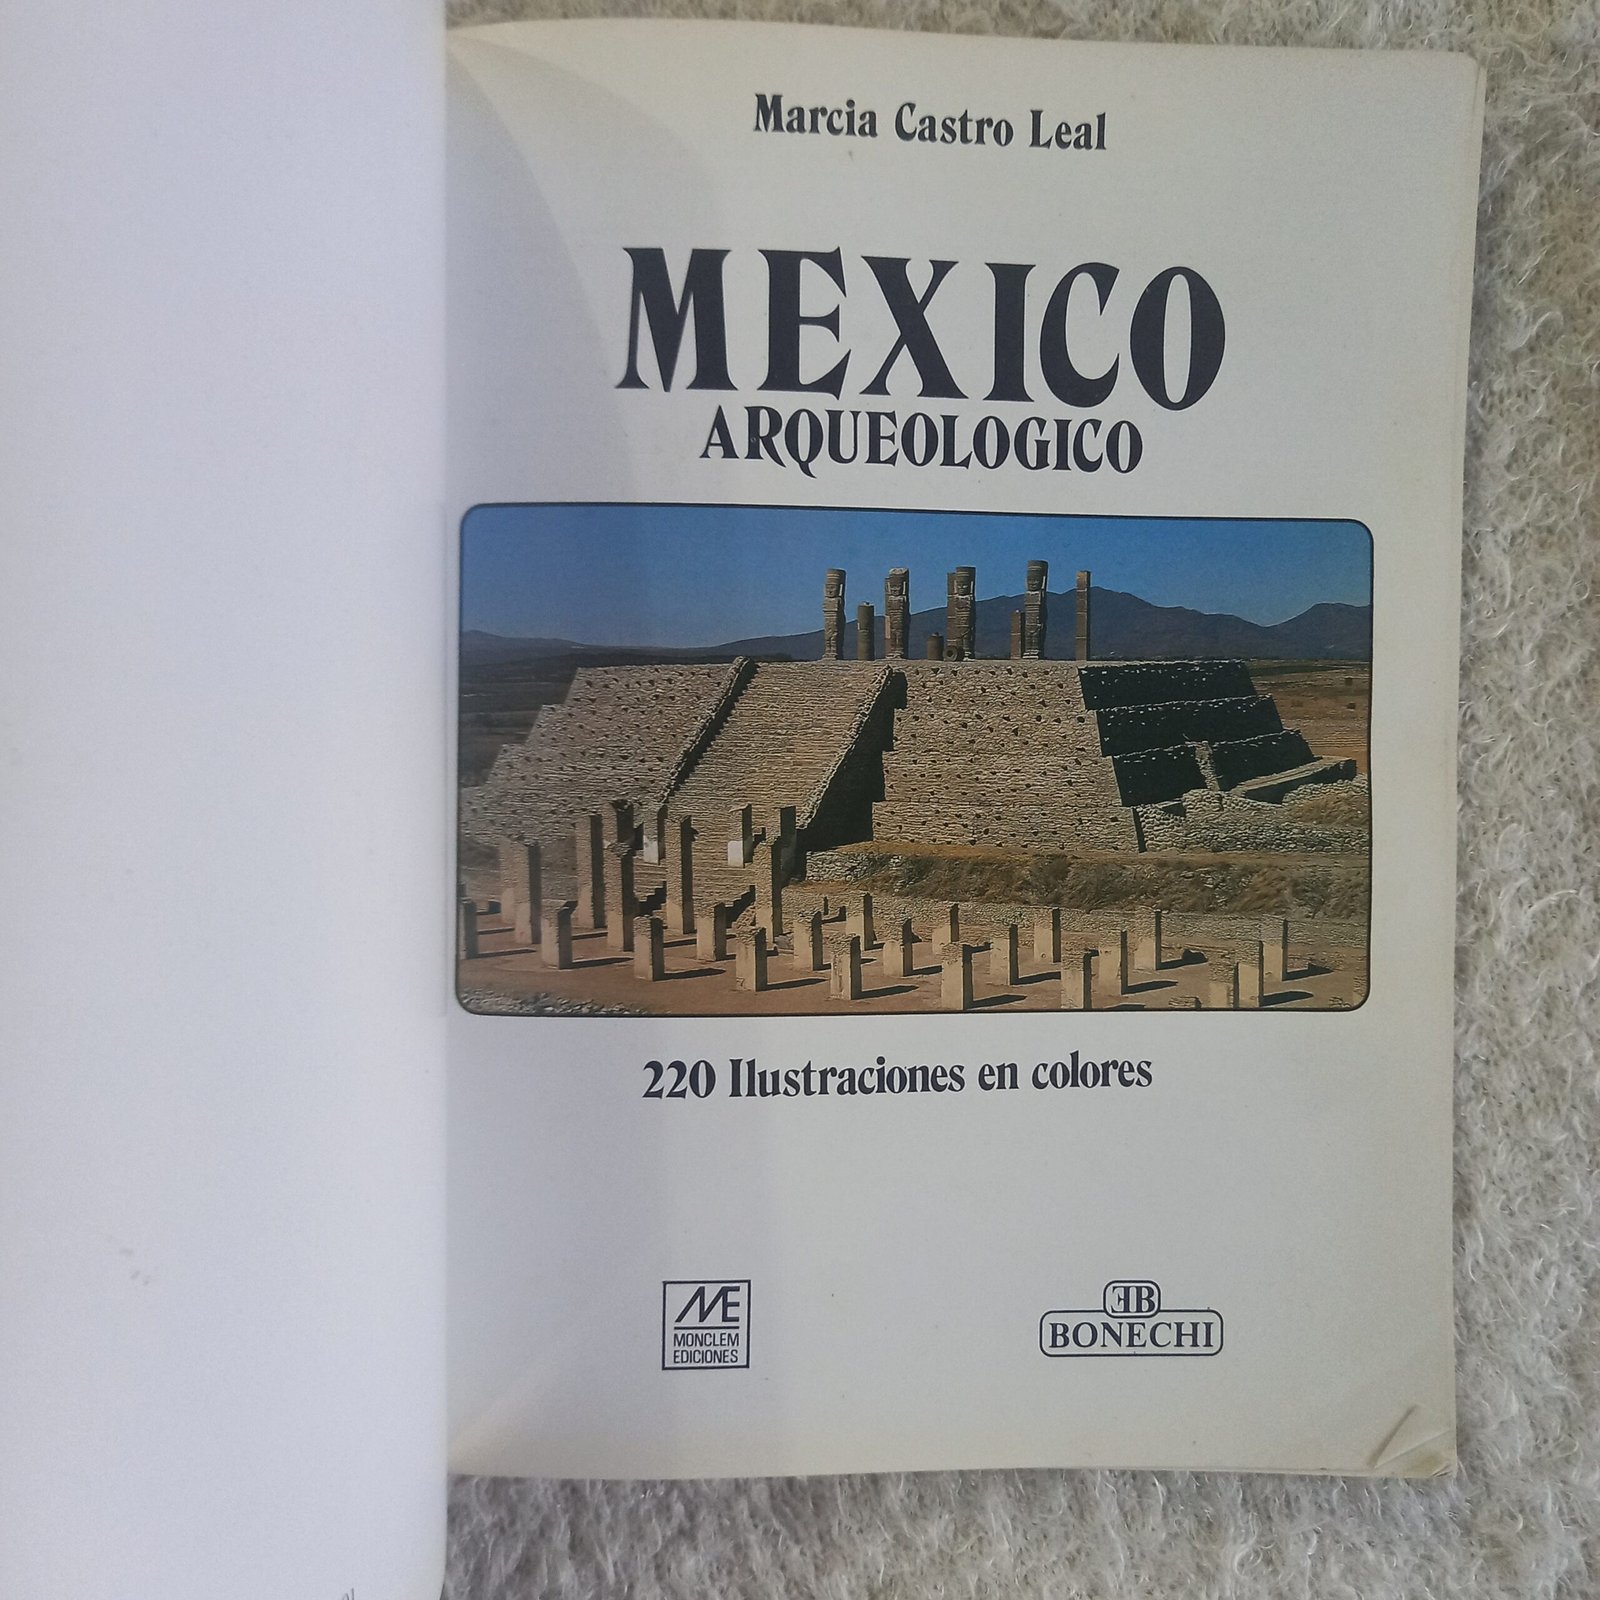 Marcia Castro Leal
MEXICO
ARQUEOLOGICO
220 Ilustraciones en colores
ME
MONCLEM
EDICIONES
EB
BONECHI